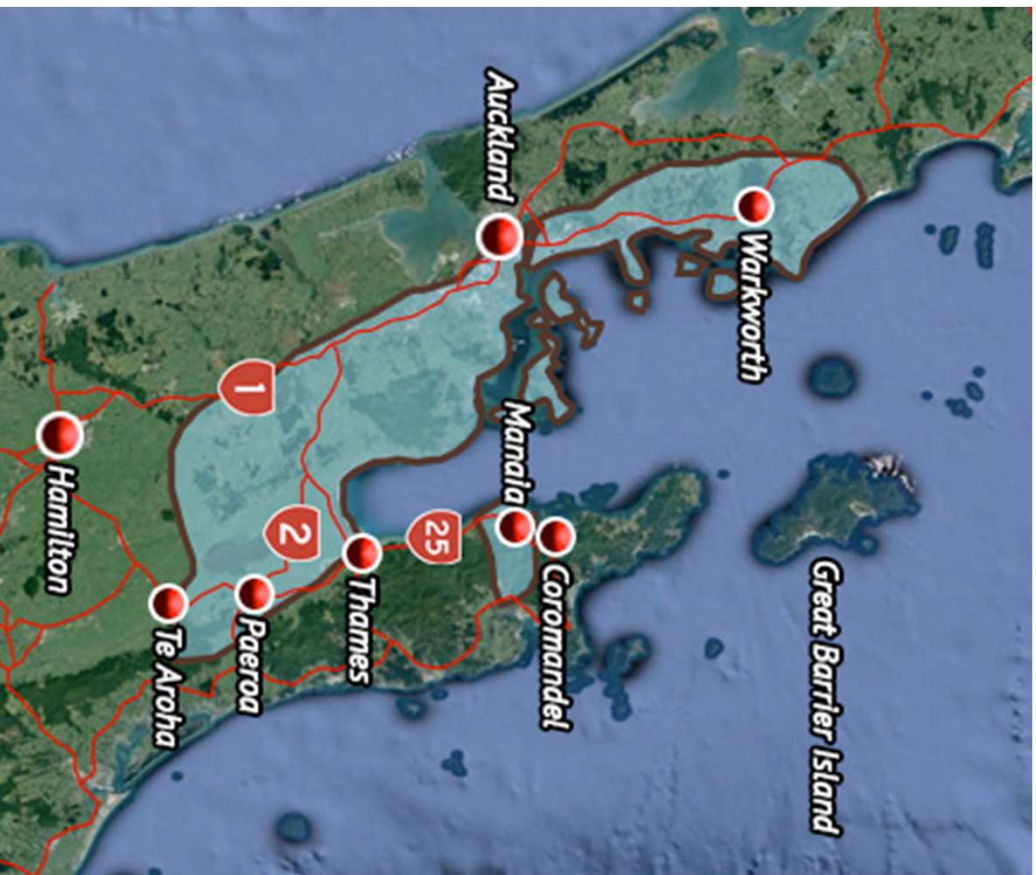 Great Barrier Island
Warkworth
Coromandel
Manaia
Auckland
25
Thames
2
Paeroa
1
Te Aroha
Hamilton